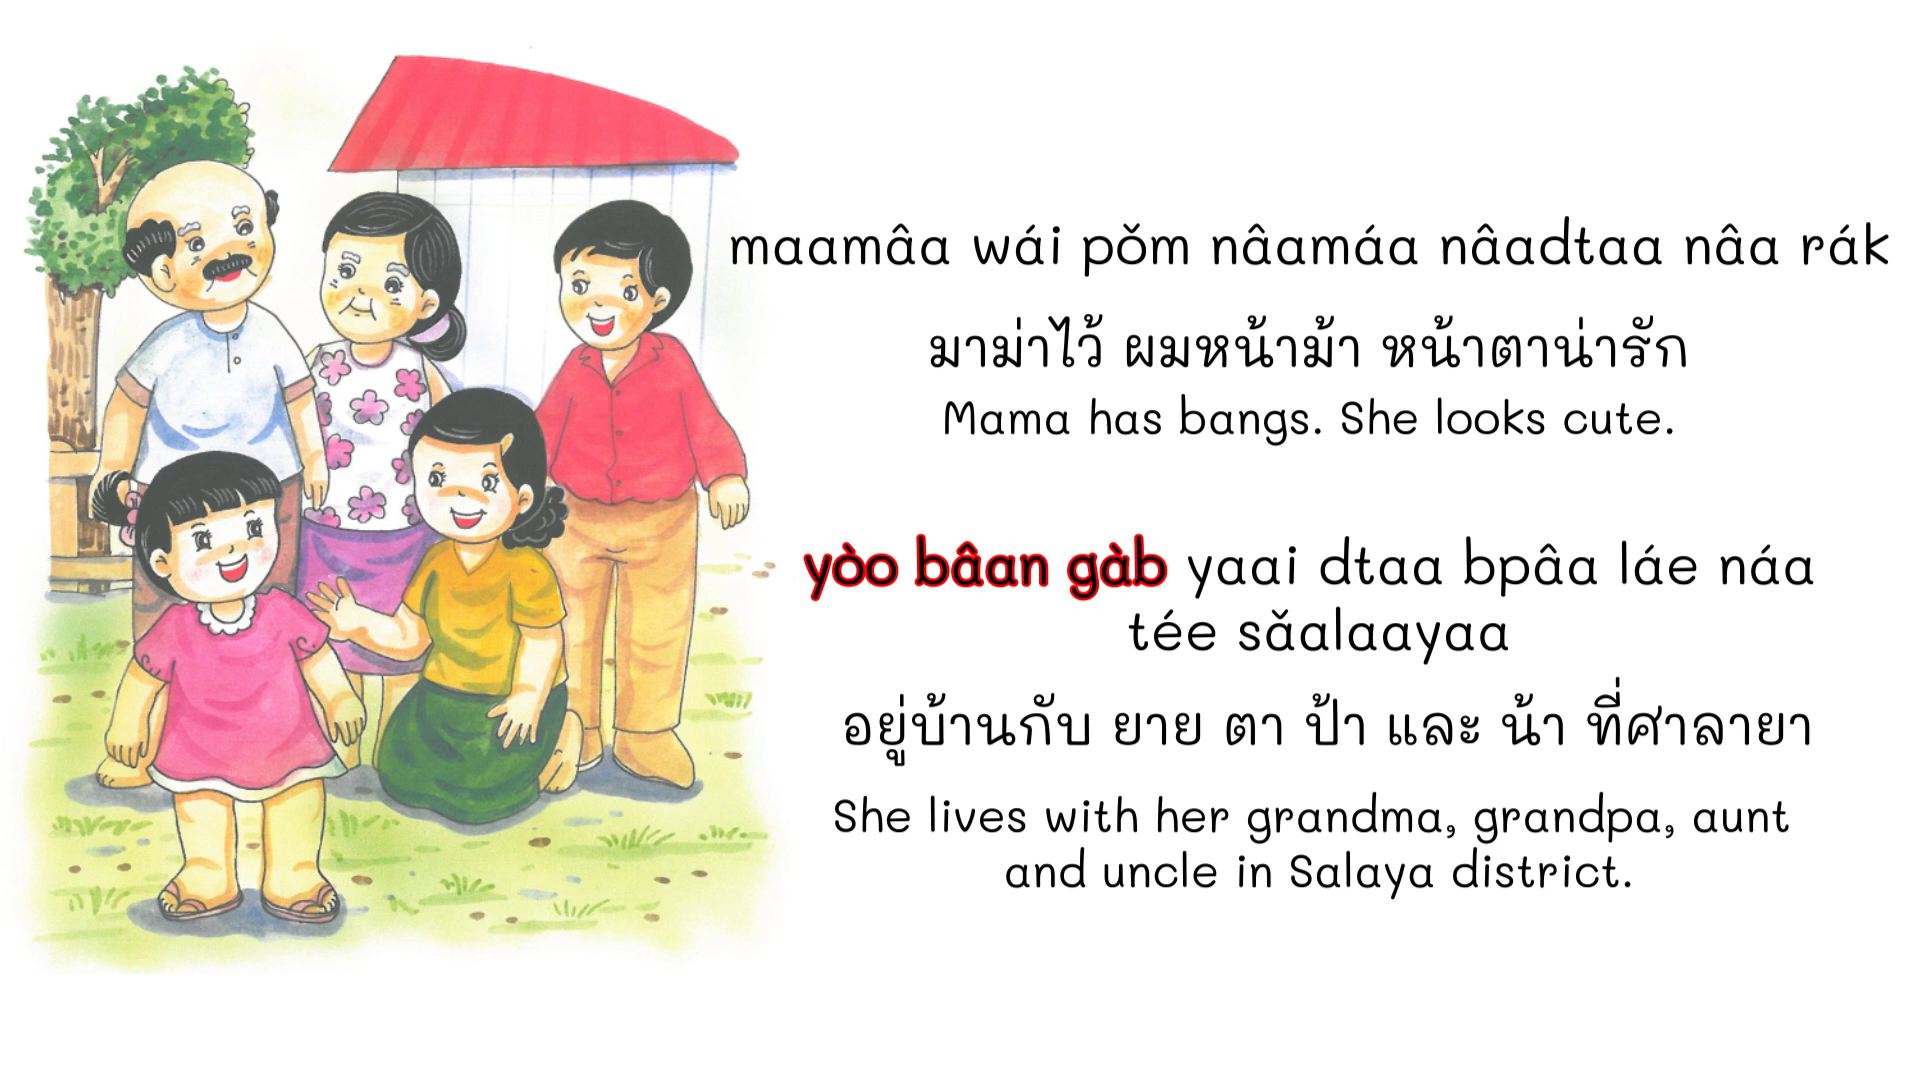 maamâa wái pǒm nâamáa nâadtaa nâa rák
มาม่าไว้ ผมหน้าม้า หน้าตาน่ารัก
Mama has bangs. She looks cute.
yòo bâan gàb yaai dtaa bpâa láe náa
tée sǎalaayaa
อยู่บ้านกับ ยาย ตา ป้า และ น้า ที่ศาลายา
She lives with her grandma, grandpa, aunt
and uncle in Salaya district.